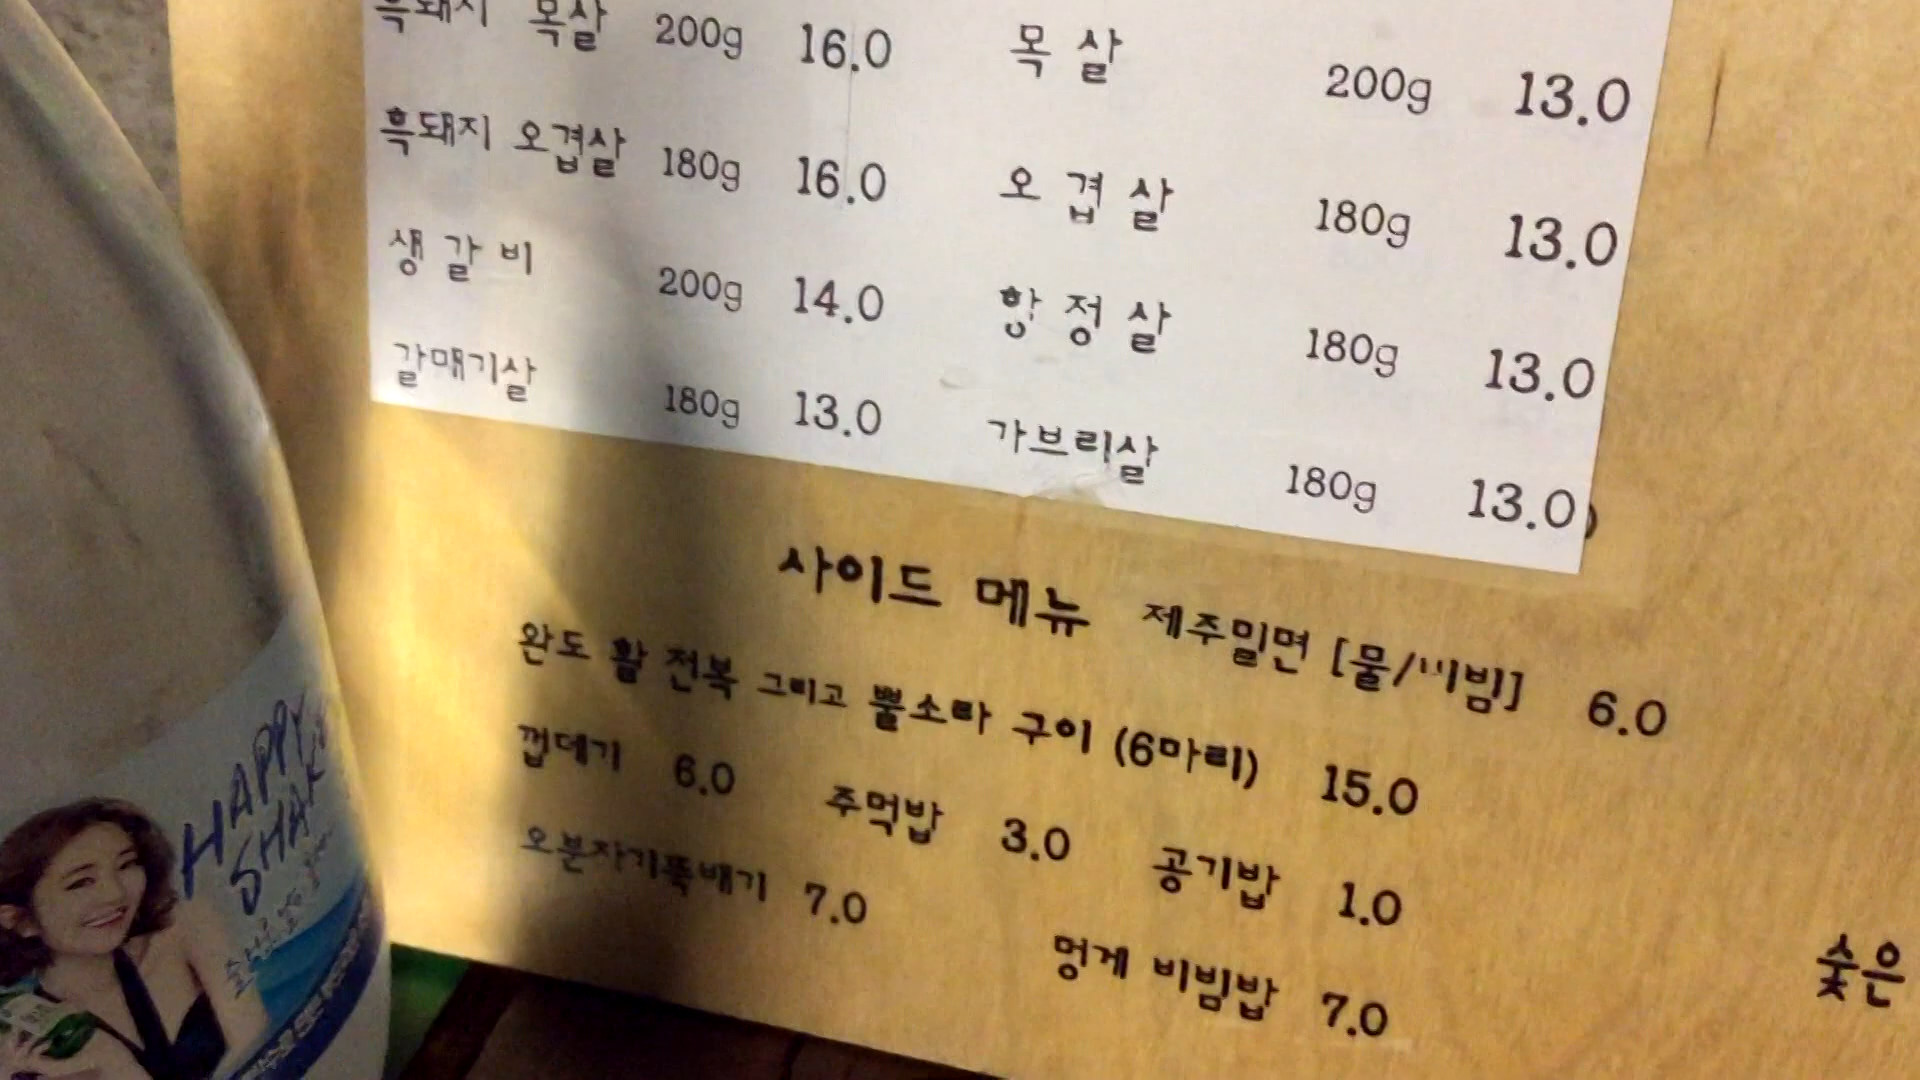 흑돼지 목살 200g 16.0 목살 200g 13.0
흑돼지 오겹살 180g 16.0 오겹살 180g 13.0
생갈비 200g 14.0 항정살 180g 13.0
갈매기살 180g 13.0 가브리살 180g 13.0
사이드 메뉴 제주밀면 [물/비빔] 6.0
완도 활 전복 그리고 뿔소라 구이 (6마리) 15.0
껍데기 6.0 주먹밥 3.0 공기밥 1.0
오분자기뚝배기 7.0 멍게 비빔밥 7.0
숯은
HAPPY
SHAK